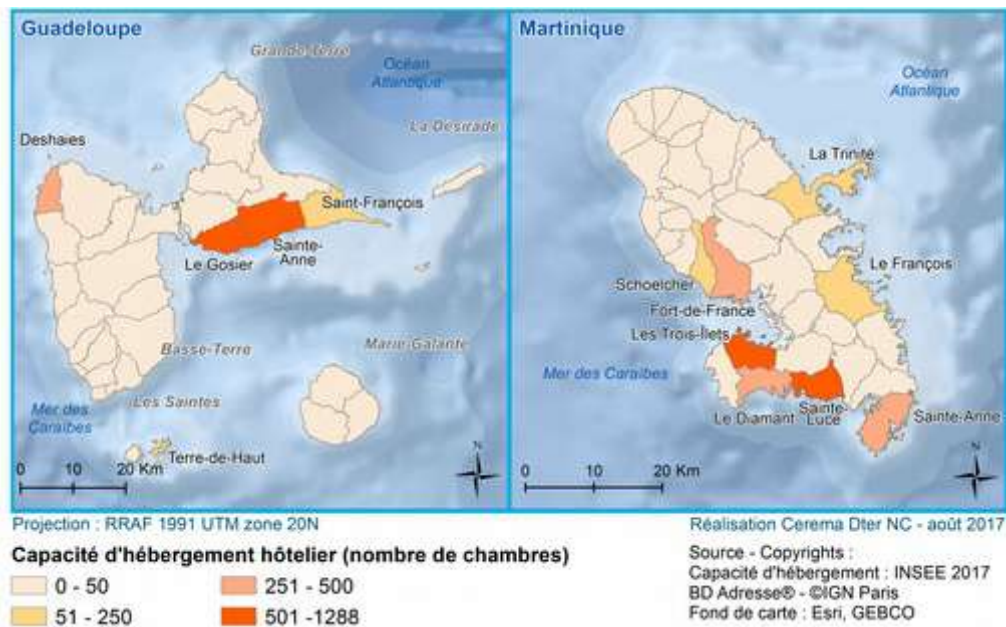 Guadeloupe
Grande-Terre
Océan
Atlantique
La Désirade
Deshaies
Saint-François
Sainte-
Anne
Le Gosier
Basse-Terre
Marie-Galante
Mer des
Caraïbes
Les Saintes
Terre-de-Haut
N
0 10 20 Km
Martinique
Océan
Atlantique
La Trinité
Le François
Schoelcher
Fort-de-France
Les Trois-Îlets
Mer des Caraïbes
Le Diamant
Sainte-
Luce
Sainte-Anne
N
0 10 20 Km
Projection : RRAF 1991 UTM zone 20N
Réalisation Cerema Dter NC - août 2017
Capacité d'hébergement hôtelier (nombre de chambres)
0 - 50
251 - 500
51 - 250
501 -1288
Source - Copyrights :
Capacité d'hébergement : INSEE 2017
BD Adresse® - ©IGN Paris
Fond de carte : Esri, GEBCO